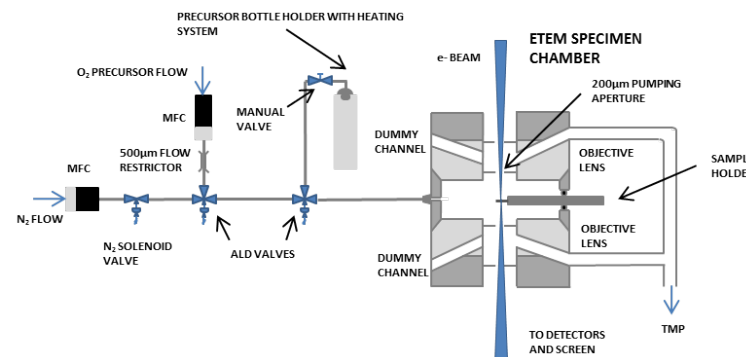 PRECURSOR BOTTLE HOLDER WITH HEATING
SYSTEM
ETEM SPECIMEN
CHAMBER
e- BEAM
O₂ PRECURSOR FLOW
200µm PUMPING
APERTURE
MFC
MANUAL
VALVE
DUMMY
CHANNEL
OBJECTIVE
LENS
500µm FLOW
RESTRICTOR
MFC
SAMPL
HOLDE
N₂ FLOW
N₂ SOLENOID
VALVE
ALD VALVES
OBJECTIVE
LENS
DUMMY
CHANNEL
TMP
TO DETECTORS
AND SCREEN